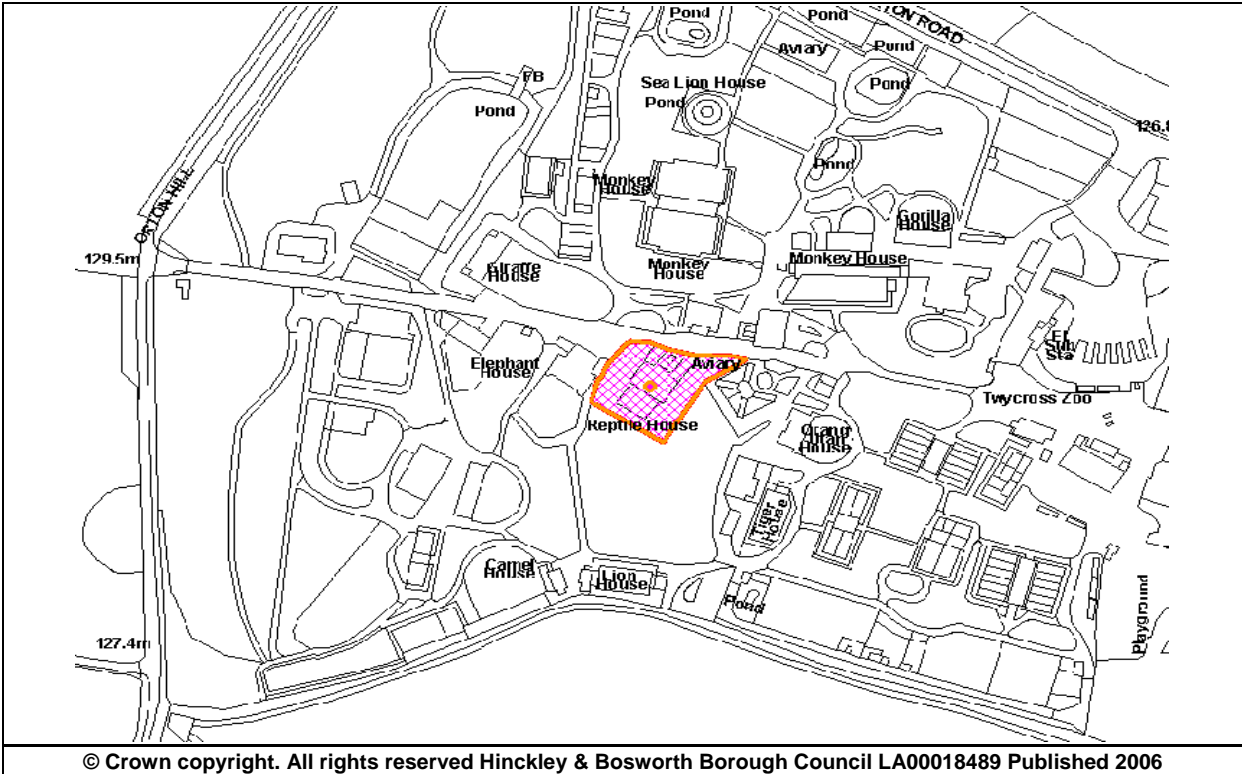 Pond
Pond
TON ROAD
Aviary
Pond
Sea Lion House
Pond
Pond
FB
Pond
126.8
Pond
Monkey
House
Gorilla
House
ORTON HILL
129.5m
Giraffe
House
Monkey
House
Monkey House
El
Sub
Sta
Elephant
House
Aviary
Twycross Zoo
Reptile House
Orang
Utan
House
Tiger
House
Camel
House
Lion
House
Pond
Playground
127.4m
© Crown copyright. All rights reserved Hinckley & Bosworth Borough Council LA00018489 Published 2006